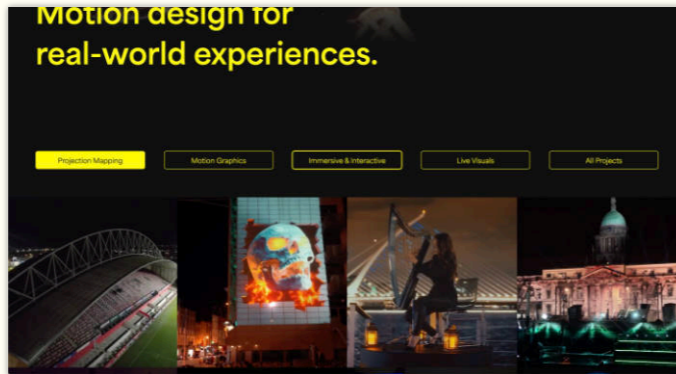 Motion design for
real-world experiences.
Projection Mapping
Motion Graphics
Immersive & Interactive
Live Visuals
All Projects